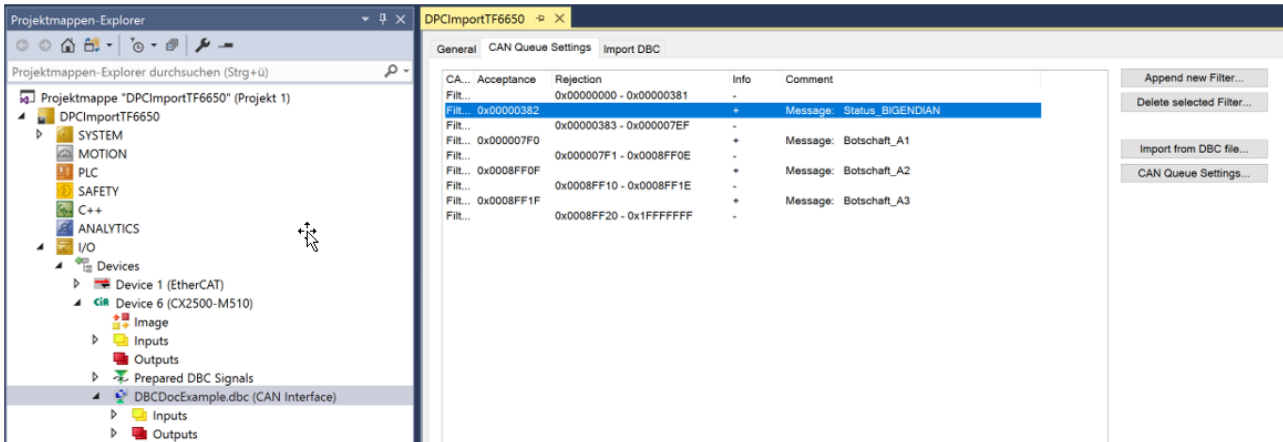 Projektmappen-Explorer
Projektmappen-Explorer durchsuchen (Strg+ü)
Projektmappe "DPCImportTF6650" (Projekt 1)
DPCImportTF6650
SYSTEM
MOTION
PLC
SAFETY
C++
ANALYTICS
I/O
Devices
Device 1 (EtherCAT)
CiA Device 6 (CX2500-M510)
Image
Inputs
Outputs
Prepared DBC Signals
DBCDocExample.dbc (CAN Interface)
Inputs
Outputs
DPCImportTF6650
General CAN Queue Settings Import DBC
CA... Acceptance Rejection Info Comment
Filt... 0x00000000 - 0x00000381 -
Filt... 0x00000382 + Message: Status_BIGENDIAN
Filt... 0x00000383 - 0x000007EF -
Filt... 0x000007F0 + Message: Botschaft_A1
Filt... 0x000007F1 - 0x0008FF0E -
Filt... 0x0008FF0F + Message: Botschaft_A2
Filt... 0x0008FF10 - 0x0008FF1E -
Filt... 0x0008FF1F + Message: Botschaft_A3
Filt... 0x0008FF20 - 0x1FFFFFFF -
Append new Filter...
Delete selected Filter...
Import from DBC file...
CAN Queue Settings...